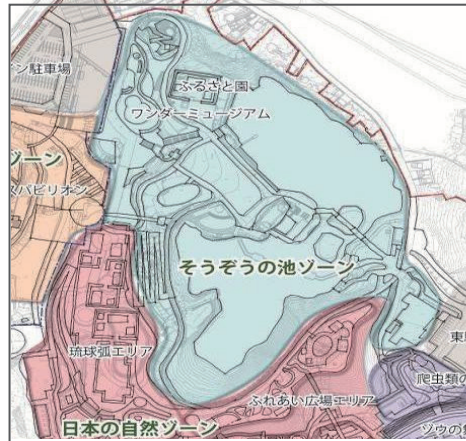 イン駐車場
ふるさと園
ワンダーミュージアム
ゾーン
スパビリオン
そうぞうの池ゾーン
琉球弧エリア
爬虫類の
ふれあい広場エリア
日本の自然ゾーン
ゾウの